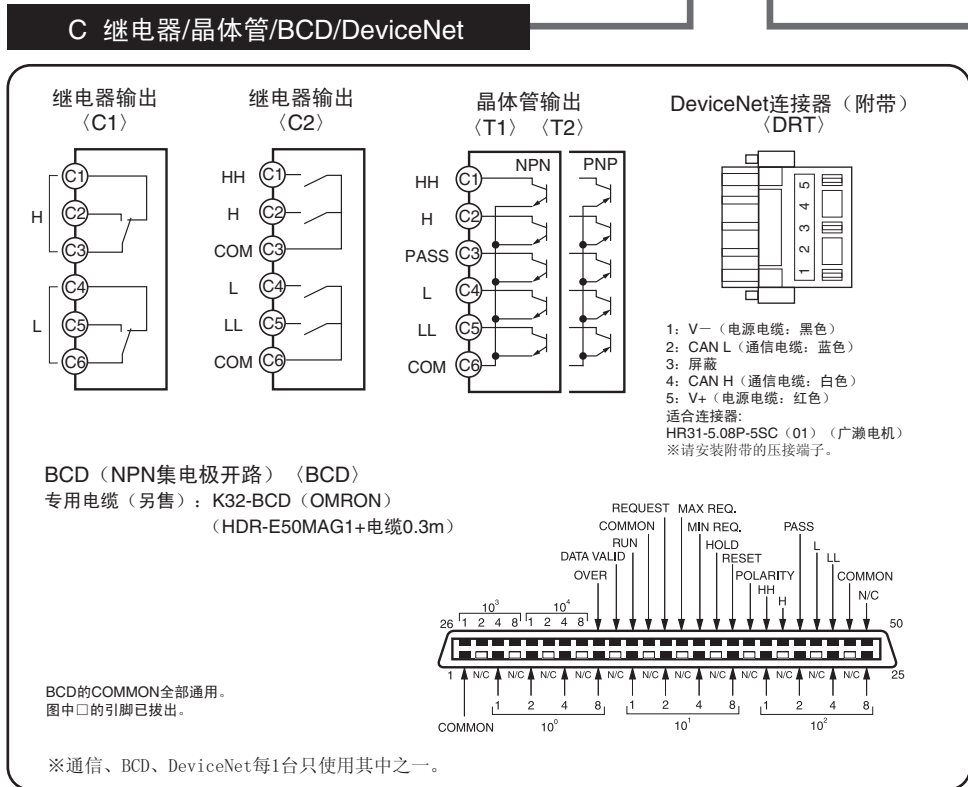 C 继电器/晶体管/BCD/DeviceNet
继电器输出
〈C1〉
H
L
C1
C2
C3
C4
C5
C6
继电器输出
〈C2〉
HH C1
H C2
COM C3
L C4
LL C5
COM C6
晶体管输出
〈T1〉 〈T2〉
NPN PNP
HH C1
H C2
PASS C3
L C4
LL C5
COM C6
DeviceNet连接器（附带）
〈DRT〉
5
4
3
2
1
1：V－（电源电缆：黑色）
2：CAN L（通信电缆：蓝色）
3：屏蔽
4：CAN H（通信电缆：白色）
5：V+（电源电缆：红色）
适合连接器:
HR31-5.08P-5SC（01）（广濑电机）
※请安装附带的压接端子。
BCD（NPN集电极开路）〈BCD〉
专用电缆（另售）：K32-BCD（OMRON）
（HDR-E50MAG1+电缆0.3m）
REQUEST MAX REQ.
COMMON MIN REQ. PASS
RUN HOLD L
DATA VALID RESET LL
OVER POLARITY COMMON
HH N/C
H
10³ 10⁴
26 1 2 4 8 1 2 4 8 50
1 N/C N/C N/C N/C N/C N/C N/C N/C N/C N/C N/C N/C 25
1 2 4 8 1 2 4 8 1 2 4 8
COMMON 10⁰ 10¹ 10²
BCD的COMMON全部通用。
图中□的引脚已拔出。
※通信、BCD、DeviceNet每1台只使用其中之一。